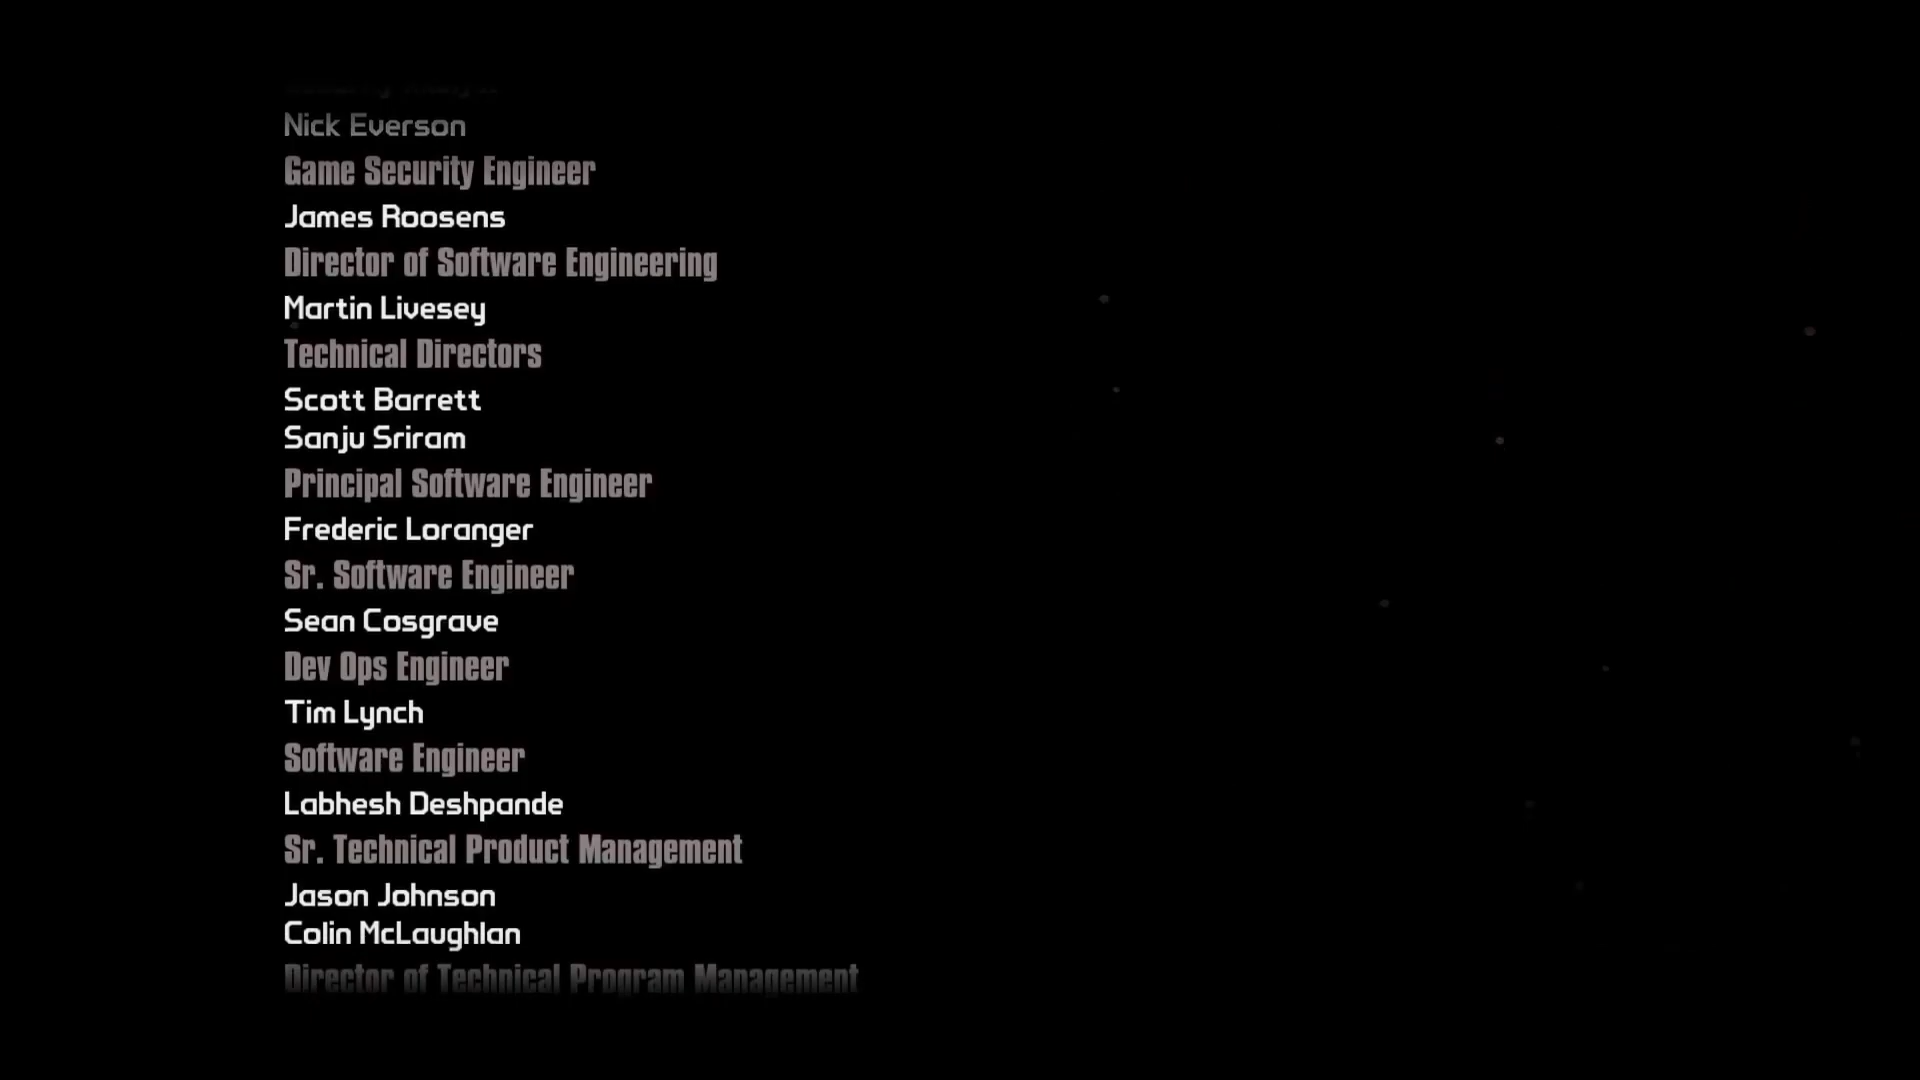 Nick Everson
Game Security Engineer
James Roosens
Director of Software Engineering
Martin Livesey
Technical Directors
Scott Barrett
Sanju Sriram
Principal Software Engineer
Frederic Loranger
Sr. Software Engineer
Sean Cosgrave
Dev Ops Engineer
Tim Lynch
Software Engineer
Labhesh Deshpande
Sr. Technical Product Management
Jason Johnson
Colin McLaughlan
Director of Technical Program Management